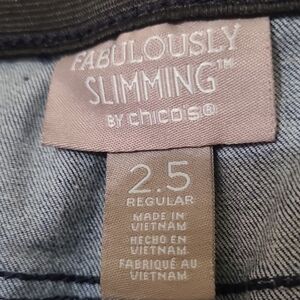 FABULOUSLY
SLIMMING™
BY chico's®
2.5
REGULAR
MADE IN
VIETNAM
HECHO EN
VIETNAM
FABRIQUÉ AU
VIETNAM